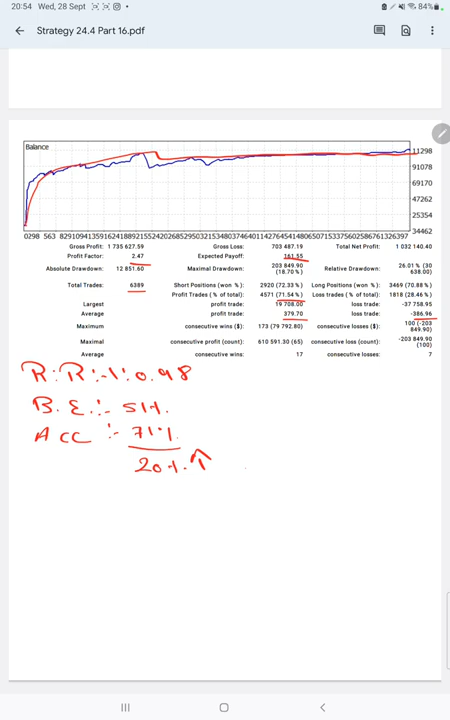 20:54 Wed, 28 Sept 84%
Strategy 24.4 Part 16.pdf
Balance
11298
91078
69170
47262
25354
34462
0298 563 8291094135916241889215524202685295032153480374640114276454148065071533756025867613 26397
Gross Profit: 1 735 627.59 Gross Loss: 703 487.19 Total Net Profit: 1 032 140.40
Profit Factor: 2.47 Expected Payoff: 161.55
Absolute Drawdown: 12 851.60 Maximal Drawdown: 203 849.90 (18.70%) Relative Drawdown: 26.01% (30 638.00)
Total Trades: 6389 Short Positions (won %): 2920 (72.33%) Long Positions (won %): 3469 (70.88%)
Profit Trades (% of total): 4571 (71.54%) Loss trades (% of total): 1818 (28.46%)
Largest profit trade: 19 708.00 loss trade: -37 758.95
Average profit trade: 379.70 loss trade: -386.96
Maximum consecutive wins ($): 173 (79 792.80) consecutive losses ($): 100 (-203 849.90)
Maximal consecutive profit (count): 610 591.30 (65) consecutive loss (count): -203 849.90 (100)
Average consecutive wins: 17 consecutive losses: 7
R:R:-1:0.98
B.E :- 51%.
Acc :- 71%.
20%. ↑